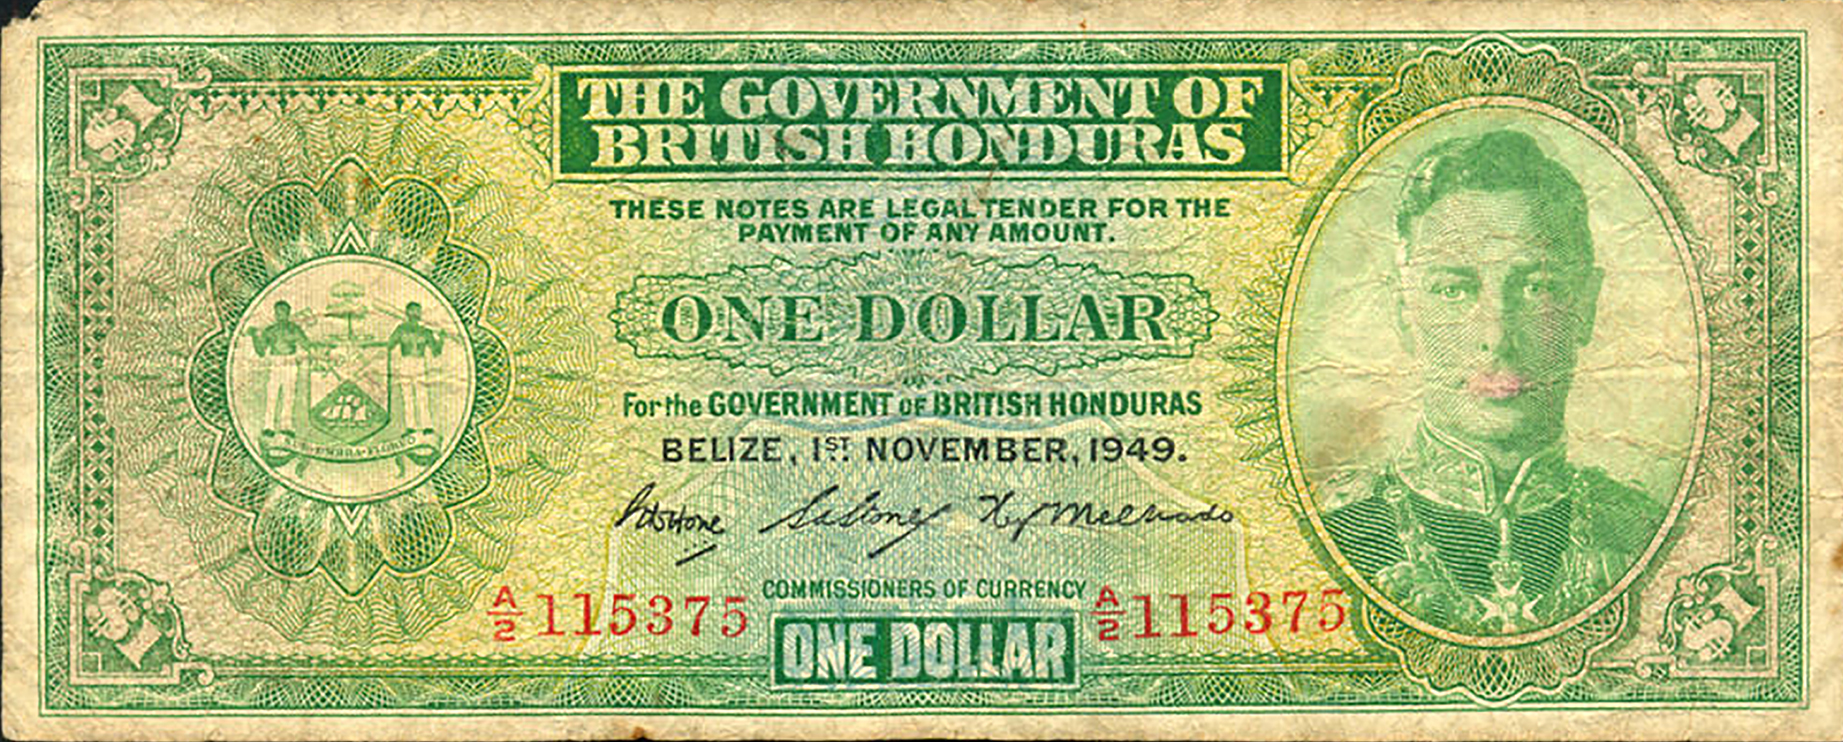 $1
$1
THE GOVERNMENT OF
BRITISH HONDURAS
THESE NOTES ARE LEGAL TENDER FOR THE
PAYMENT OF ANY AMOUNT.
ONE DOLLAR
For the GOVERNMENT OF BRITISH HONDURAS
BELIZE, 1ST. NOVEMBER, 1949.
COMMISSIONERS OF CURRENCY
A/2 115375
A/2 115375
ONE DOLLAR
$1
$1